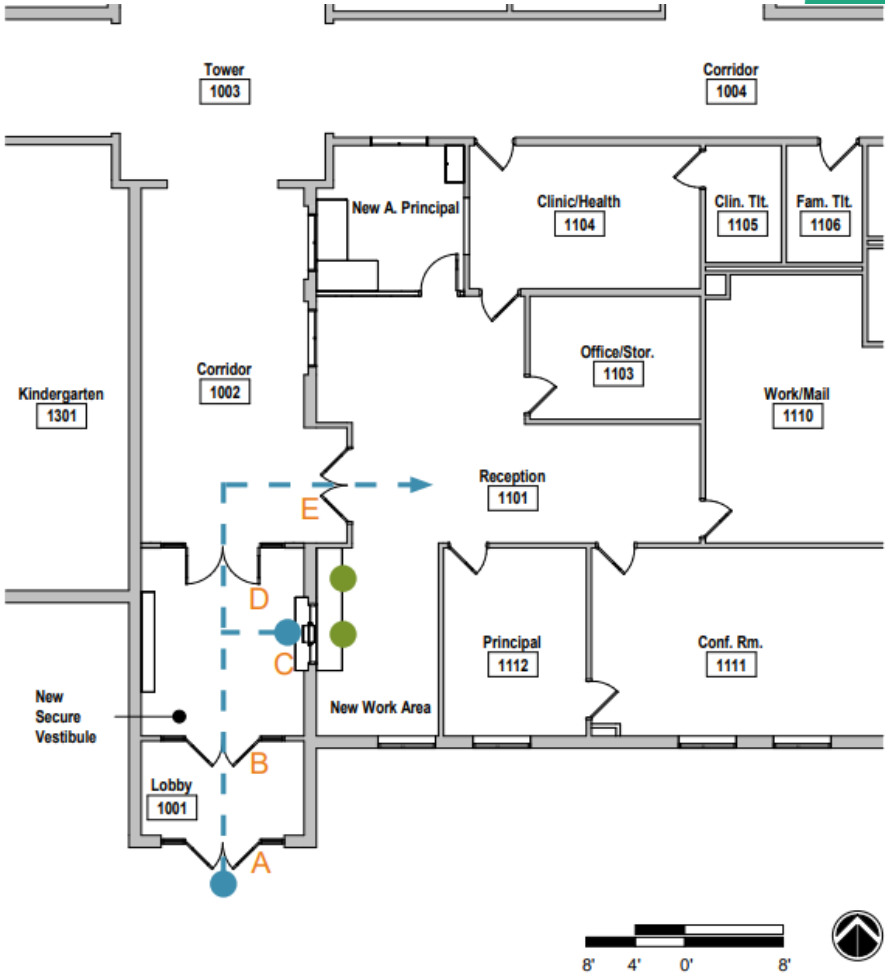 Tower
1003
Corridor
1004
New A. Principal
Clinic/Health
1104
Clin. Tlt.
1105
Fam. Tlt.
1106
Kindergarten
1301
Corridor
1002
Office/Stor.
1103
Work/Mail
1110
Reception
1101
E
D
C
Principal
1112
Conf. Rm.
1111
New
Secure
Vestibule
New Work Area
B
Lobby
1001
A
8' 4' 0' 8'